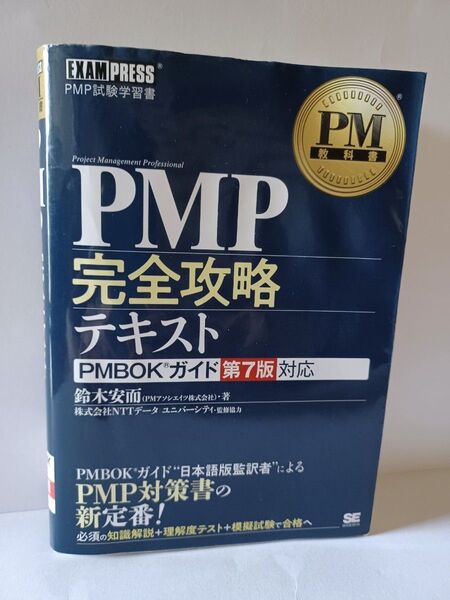 EXAMPRESS®
PMP試験学習書
PM
教科書
®
Project Management Professional
PMP
完全攻略
テキスト
PMBOK®ガイド 第7版 対応
鈴木安而(PMアソシエイツ株式会社)・著
株式会社NTTデータ ユニバーシティ・監修協力
PMBOK®ガイド"日本語版監訳者"による
PMP対策書の
新定番!
必須の知識解説+理解度テスト+模擬試験で合格へ
SE
SHOEISHA